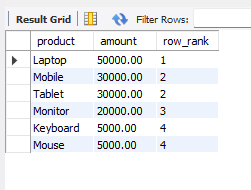 Result Grid Filter Rows:
product amount row_rank
Laptop 50000.00 1
Mobile 30000.00 2
Tablet 30000.00 2
Monitor 20000.00 3
Keyboard 5000.00 4
Mouse 5000.00 4